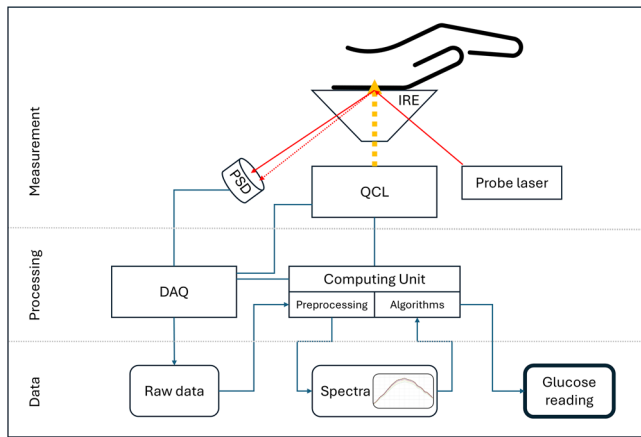 Measurement
IRE
PSD
QCL
Probe laser
Processing
DAQ
Computing Unit
Preprocessing
Algorithms
Data
Raw data
Spectra
Glucose
reading